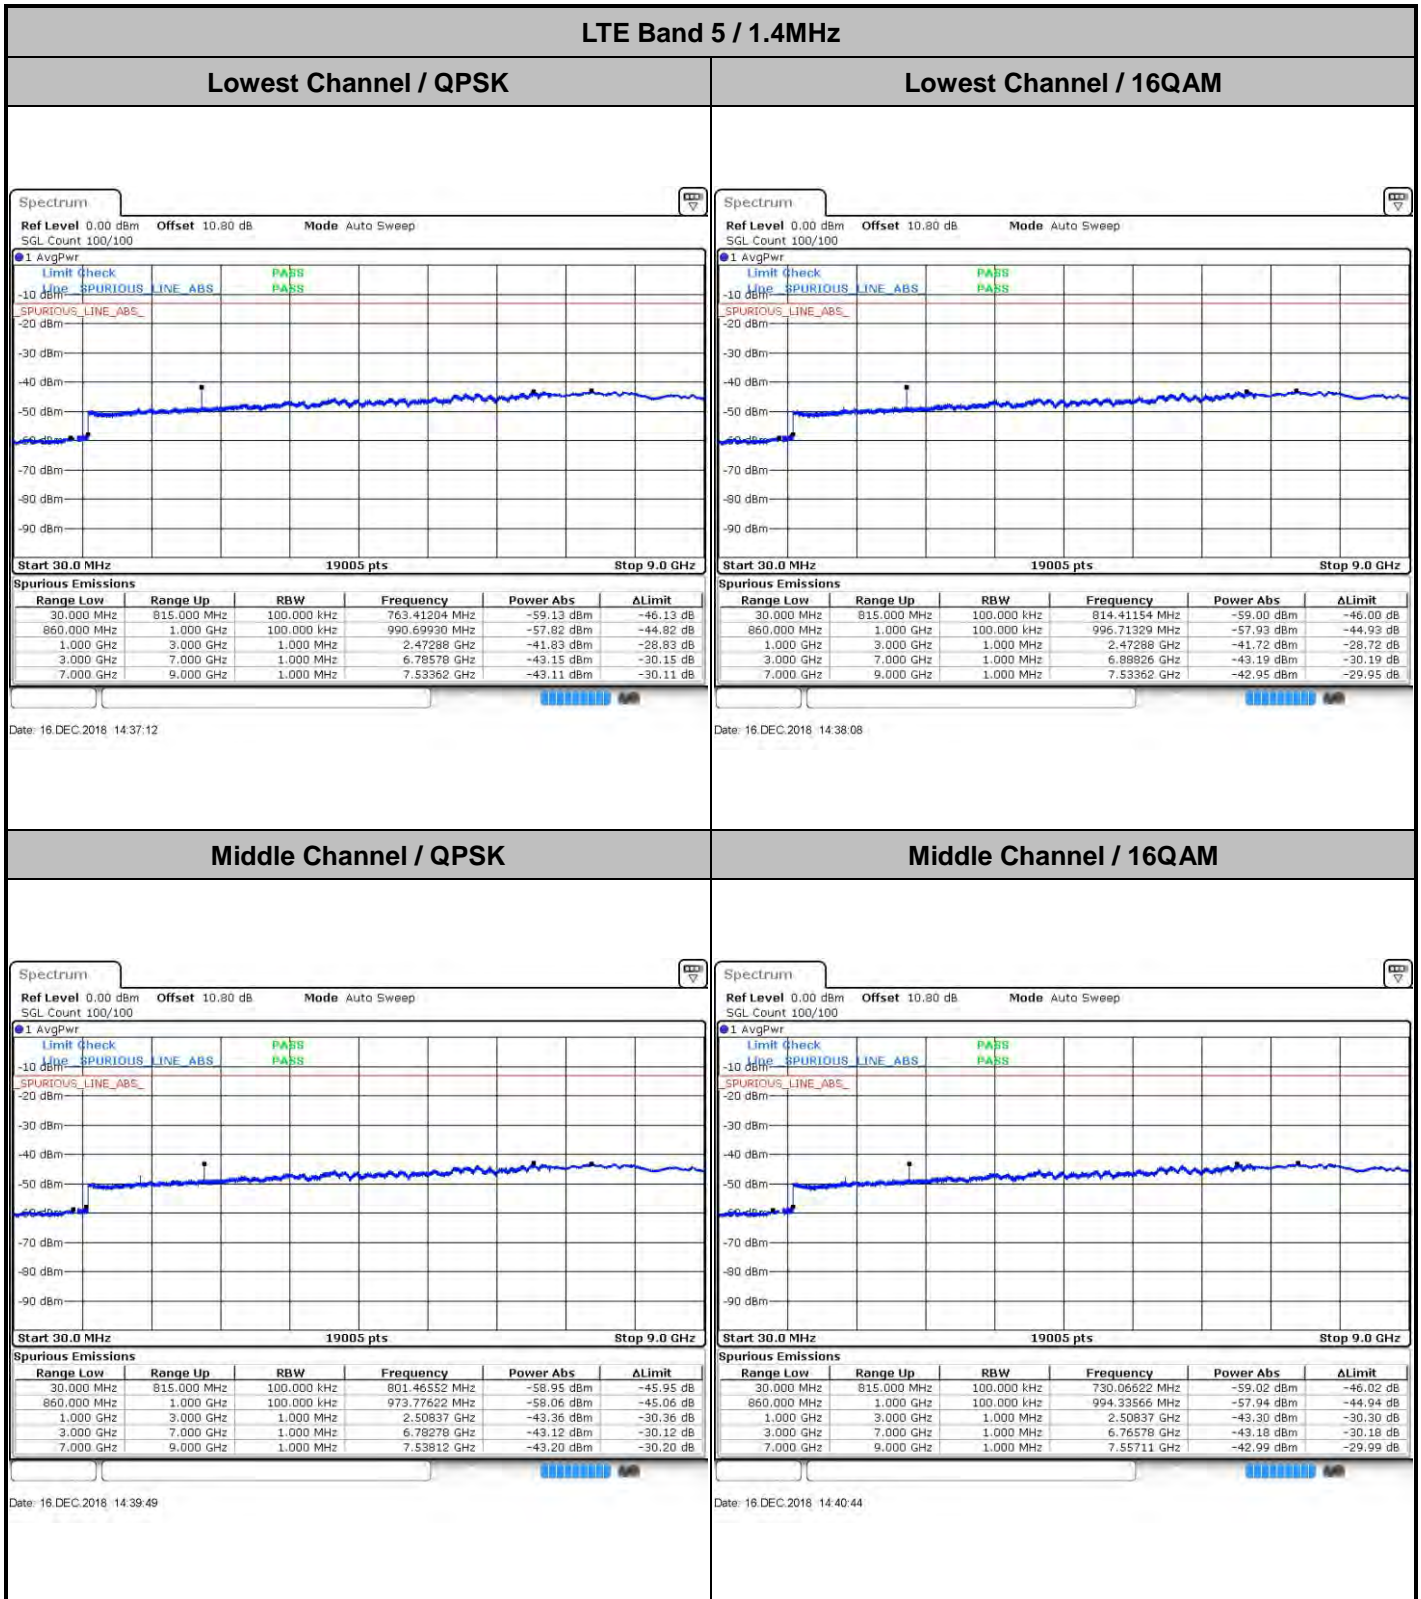 LTE Band 5 / 1.4MHz
Lowest Channel / QPSK
Lowest Channel / 16QAM
Spectrum
Ref Level 0.00 dBm Offset 10.80 dB Mode Auto Sweep
SGL Count 100/100
1 AvgPwr
Limit Check PASS
Line _SPURIOUS_LINE_ABS_ PASS
-10 dBm
_SPURIOUS_LINE_ABS_
-20 dBm
-30 dBm
-40 dBm
-50 dBm
-60 dBm
-70 dBm
-80 dBm
-90 dBm
Start 30.0 MHz 19005 pts Stop 9.0 GHz
Spurious Emissions
Range Low Range Up RBW Frequency Power Abs ΔLimit
30.000 MHz 815.000 MHz 100.000 kHz 763.41204 MHz -59.13 dBm -46.13 dB
860.000 MHz 1.000 GHz 100.000 kHz 990.69930 MHz -57.82 dBm -44.82 dB
1.000 GHz 3.000 GHz 1.000 MHz 2.47288 GHz -41.83 dBm -28.83 dB
3.000 GHz 7.000 GHz 1.000 MHz 6.78578 GHz -43.15 dBm -30.15 dB
7.000 GHz 9.000 GHz 1.000 MHz 7.53362 GHz -43.11 dBm -30.11 dB
Date: 16.DEC.2018 14:37:12
Spectrum
Ref Level 0.00 dBm Offset 10.80 dB Mode Auto Sweep
SGL Count 100/100
1 AvgPwr
Limit Check PASS
Line _SPURIOUS_LINE_ABS_ PASS
-10 dBm
_SPURIOUS_LINE_ABS_
-20 dBm
-30 dBm
-40 dBm
-50 dBm
-60 dBm
-70 dBm
-80 dBm
-90 dBm
Start 30.0 MHz 19005 pts Stop 9.0 GHz
Spurious Emissions
Range Low Range Up RBW Frequency Power Abs ΔLimit
30.000 MHz 815.000 MHz 100.000 kHz 814.41154 MHz -59.00 dBm -46.00 dB
860.000 MHz 1.000 GHz 100.000 kHz 996.71329 MHz -57.93 dBm -44.93 dB
1.000 GHz 3.000 GHz 1.000 MHz 2.47288 GHz -41.72 dBm -28.72 dB
3.000 GHz 7.000 GHz 1.000 MHz 6.88826 GHz -43.19 dBm -30.19 dB
7.000 GHz 9.000 GHz 1.000 MHz 7.53362 GHz -42.95 dBm -29.95 dB
Date: 16.DEC.2018 14:38:08
Middle Channel / QPSK
Middle Channel / 16QAM
Spectrum
Ref Level 0.00 dBm Offset 10.80 dB Mode Auto Sweep
SGL Count 100/100
1 AvgPwr
Limit Check PASS
Line _SPURIOUS_LINE_ABS_ PASS
-10 dBm
_SPURIOUS_LINE_ABS_
-20 dBm
-30 dBm
-40 dBm
-50 dBm
-60 dBm
-70 dBm
-80 dBm
-90 dBm
Start 30.0 MHz 19005 pts Stop 9.0 GHz
Spurious Emissions
Range Low Range Up RBW Frequency Power Abs ΔLimit
30.000 MHz 815.000 MHz 100.000 kHz 801.46552 MHz -58.95 dBm -45.95 dB
860.000 MHz 1.000 GHz 100.000 kHz 973.77622 MHz -58.06 dBm -45.06 dB
1.000 GHz 3.000 GHz 1.000 MHz 2.50837 GHz -43.36 dBm -30.36 dB
3.000 GHz 7.000 GHz 1.000 MHz 6.78278 GHz -43.12 dBm -30.12 dB
7.000 GHz 9.000 GHz 1.000 MHz 7.53812 GHz -43.20 dBm -30.20 dB
Date: 16.DEC.2018 14:39:49
Spectrum
Ref Level 0.00 dBm Offset 10.80 dB Mode Auto Sweep
SGL Count 100/100
1 AvgPwr
Limit Check PASS
Line _SPURIOUS_LINE_ABS_ PASS
-10 dBm
_SPURIOUS_LINE_ABS_
-20 dBm
-30 dBm
-40 dBm
-50 dBm
-60 dBm
-70 dBm
-80 dBm
-90 dBm
Start 30.0 MHz 19005 pts Stop 9.0 GHz
Spurious Emissions
Range Low Range Up RBW Frequency Power Abs ΔLimit
30.000 MHz 815.000 MHz 100.000 kHz 730.06622 MHz -59.02 dBm -46.02 dB
860.000 MHz 1.000 GHz 100.000 kHz 994.33566 MHz -57.94 dBm -44.94 dB
1.000 GHz 3.000 GHz 1.000 MHz 2.50837 GHz -43.30 dBm -30.30 dB
3.000 GHz 7.000 GHz 1.000 MHz 6.76578 GHz -43.18 dBm -30.18 dB
7.000 GHz 9.000 GHz 1.000 MHz 7.55711 GHz -42.99 dBm -29.99 dB
Date: 16.DEC.2018 14:40:44